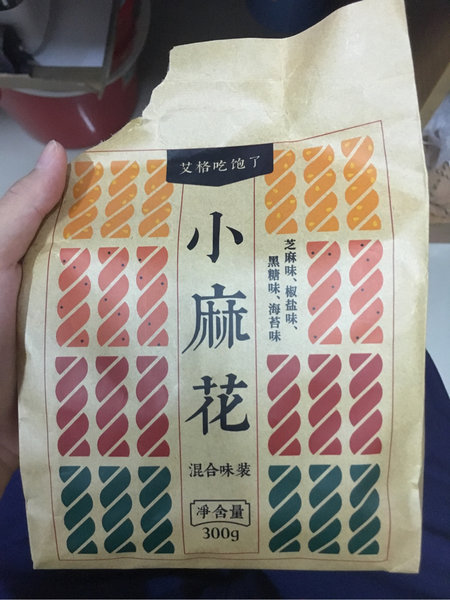 艾格吃饱了
小麻花
芝麻味、椒盐味、
黑糖味、海苔味
混合味装
凈含量
300g